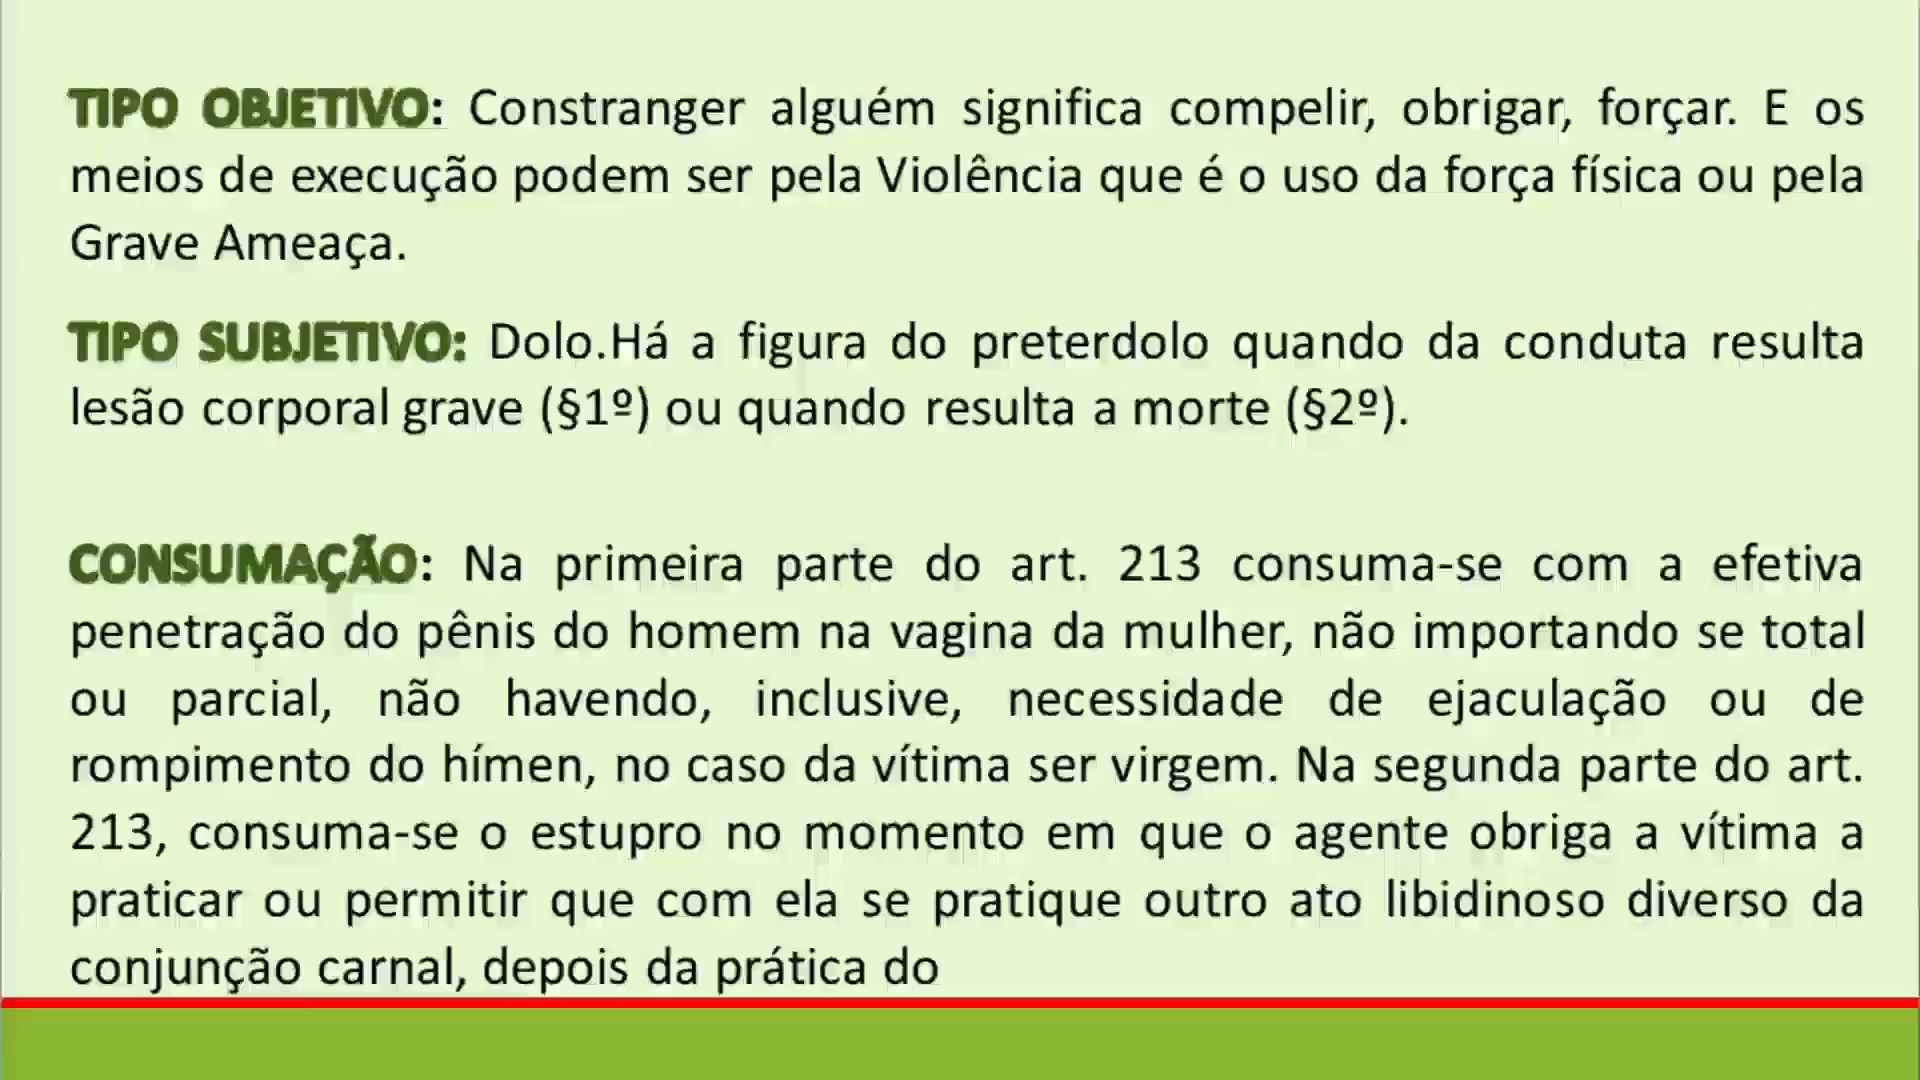 TIPO OBJETIVO: Constranger alguém significa compelir, obrigar, forçar. E os
meios de execução podem ser pela Violência que é o uso da força física ou pela
Grave Ameaça.
TIPO SUBJETIVO: Dolo.Há a figura do preterdolo quando da conduta resulta
lesão corporal grave (§1º) ou quando resulta a morte (§2º).
CONSUMAÇÃO: Na primeira parte do art. 213 consuma-se com a efetiva
penetração do pênis do homem na vagina da mulher, não importando se total
ou parcial, não havendo, inclusive, necessidade de ejaculação ou de
rompimento do hímen, no caso da vítima ser virgem. Na segunda parte do art.
213, consuma-se o estupro no momento em que o agente obriga a vítima a
praticar ou permitir que com ela se pratique outro ato libidinoso diverso da
conjunção carnal, depois da prática do